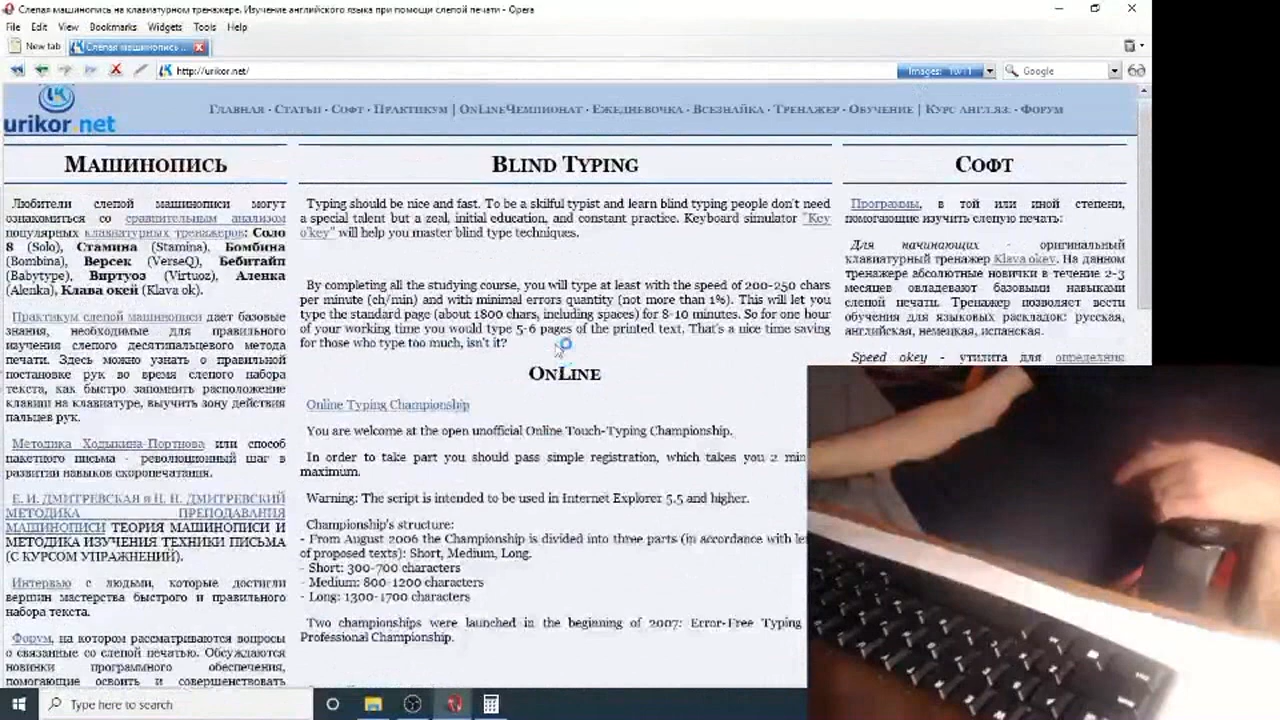 Слепая машинопись на клавиатурном тренажере. Изучение английского языка при помощи слепой печати - Opera
File Edit View Bookmarks Widgets Tools Help
New tab
Слепая машинопись ...
http://urikor.net/
Images:
Google
urikor.net
Главная · Статьи · Софт · Практикум | OnLineЧемпионат · Ежедневочка · Всезнайка · Тренажер · Обучение | Курс англ.яз. · Форум
Машинопись
Любители слепой машинописи могут
ознакомиться со сравнительным анализом
популярных клавиатурных тренажеров: Соло
8 (Solo), Стамина (Stamina), Бомбина
(Bombina), Версек (VerseQ), Бебитайп
(Babytype), Виртуоз (Virtuoz), Аленка
(Alenka), Клава окей (Klava ok).
Практикум слепой машинописи дает базовые
знания, необходимые для правильного
изучения слепого десятипальцевого метода
печати. Здесь можно узнать о правильной
постановке рук во время слепого набора
текста, как быстро запомнить расположение
клавиш на клавиатуре, выучить зону действия
пальцев рук.
Методика Ходыкина-Портнова или способ
пакетного письма - революционный шаг в
развитии навыков скоропечатания.
Е. И. ДМИТРЕВСКАЯ и Н. Н. ДМИТРЕВСКИЙ
МЕТОДИКА ПРЕПОДАВАНИЯ
МАШИНОПИСИ ТЕОРИЯ МАШИНОПИСИ И
МЕТОДИКА ИЗУЧЕНИЯ ТЕХНИКИ ПИСЬМА
(С КУРСОМ УПРАЖНЕНИЙ).
Интервью с людьми, которые достигли
вершин мастерства быстрого и правильного
набора текста.
Форум, на котором рассматриваются вопросы
о связанные со слепой печатью. Обсуждаются
новинки программного обеспечения,
помогающие освоить и совершенствовать
Blind Typing
Typing should be nice and fast. To be a skilful typist and learn blind typing people don't need
a special talent but a zeal, initial education, and constant practice. Keyboard simulator "Key
o'key" will help you master blind type techniques.
By completing all the studying course, you will type at least with the speed of 200-250 chars
per minute (ch/min) and with minimal errors quantity (not more than 1%). This will let you
type the standard page (about 1800 chars, including spaces) for 8-10 minutes. So for one hour
of your working time you would type 5-6 pages of the printed text. That's a nice time saving
for those who type too much, isn't it?
OnLine
Online Typing Championship
You are welcome at the open unofficial Online Touch-Typing Championship.
In order to take part you should pass simple registration, which takes you 2 min
maximum.
Warning: The script is intended to be used in Internet Explorer 5.5 and higher.
Championship's structure:
- From August 2006 the Championship is divided into three parts (in accordance with le
of proposed texts): Short, Medium, Long.
- Short: 300-700 characters
- Medium: 800-1200 characters
- Long: 1300-1700 characters
Two championships were launched in the beginning of 2007: Error-Free Typing
Professional Championship.
Софт
Программы, в той или иной степени,
помогающие изучить слепую печать:
Для начинающих - оригинальный
клавиатурный тренажер Klava okey. На данном
тренажере абсолютные новички в течение 2-3
месяцев овладевают базовыми навыками
слепой печати. Тренажер позволяет вести
обучения для языковых раскладок: русская,
английская, немецкая, испанская.
Speed okey - утилита для определения
Type here to search